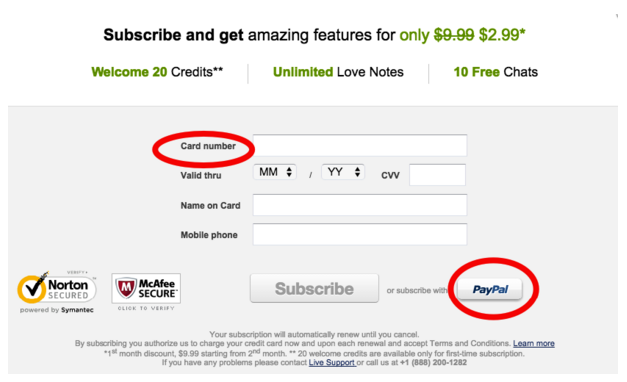 Subscribe and get amazing features for only $9.99 $2.99*
Welcome 20 Credits**
Unlimited Love Notes
10 Free Chats
Card number
Valid thru MM / YY CVV
Name on Card
Mobile phone
VERIFY▸
Norton
SECURED
powered by Symantec
McAfee
SECURE™
CLICK TO VERIFY
Subscribe or subscribe with PayPal
Your subscription will automatically renew until you cancel.
By subscribing you authorize us to charge your credit card now and upon each renewal and accept Terms and Conditions. Learn more
*1st month discount, $9.99 starting from 2nd month. ** 20 welcome credits are available only for first-time subscription.
If you have any problems please contact Live Support or call us at +1 (888) 200-1282